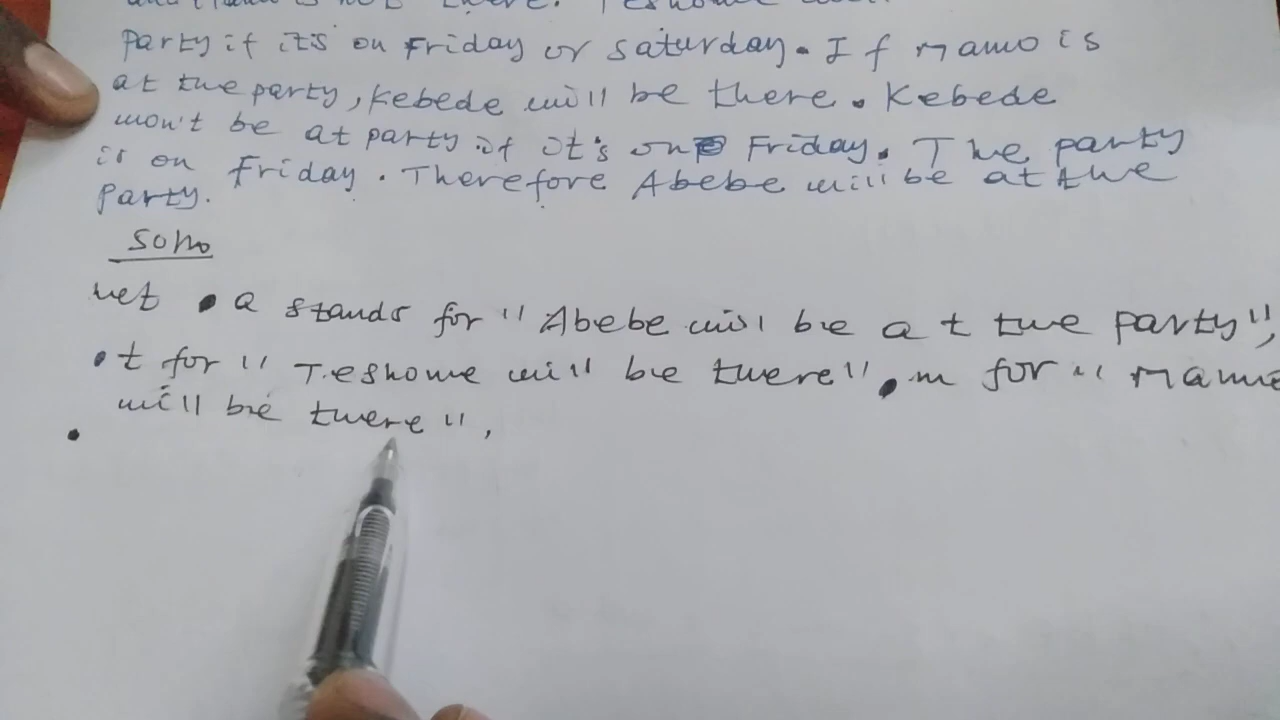 party if it's on Friday or saturday. If mamo is
at the party, Kebede will be there. Kebede
won't be at party if it's on Friday. The party
is on Friday. Therefore Abebe will be at the
party.
Soln
Let • a stands for "Abebe will be at the party",
• t for "Teshome will be there" • m for "mamo
will be there",
•